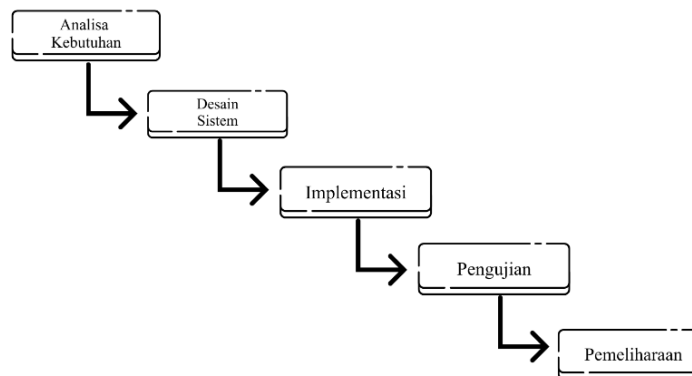 Analisa
Kebutuhan
Desain
Sistem
Implementasi
Pengujian
Pemeliharaan